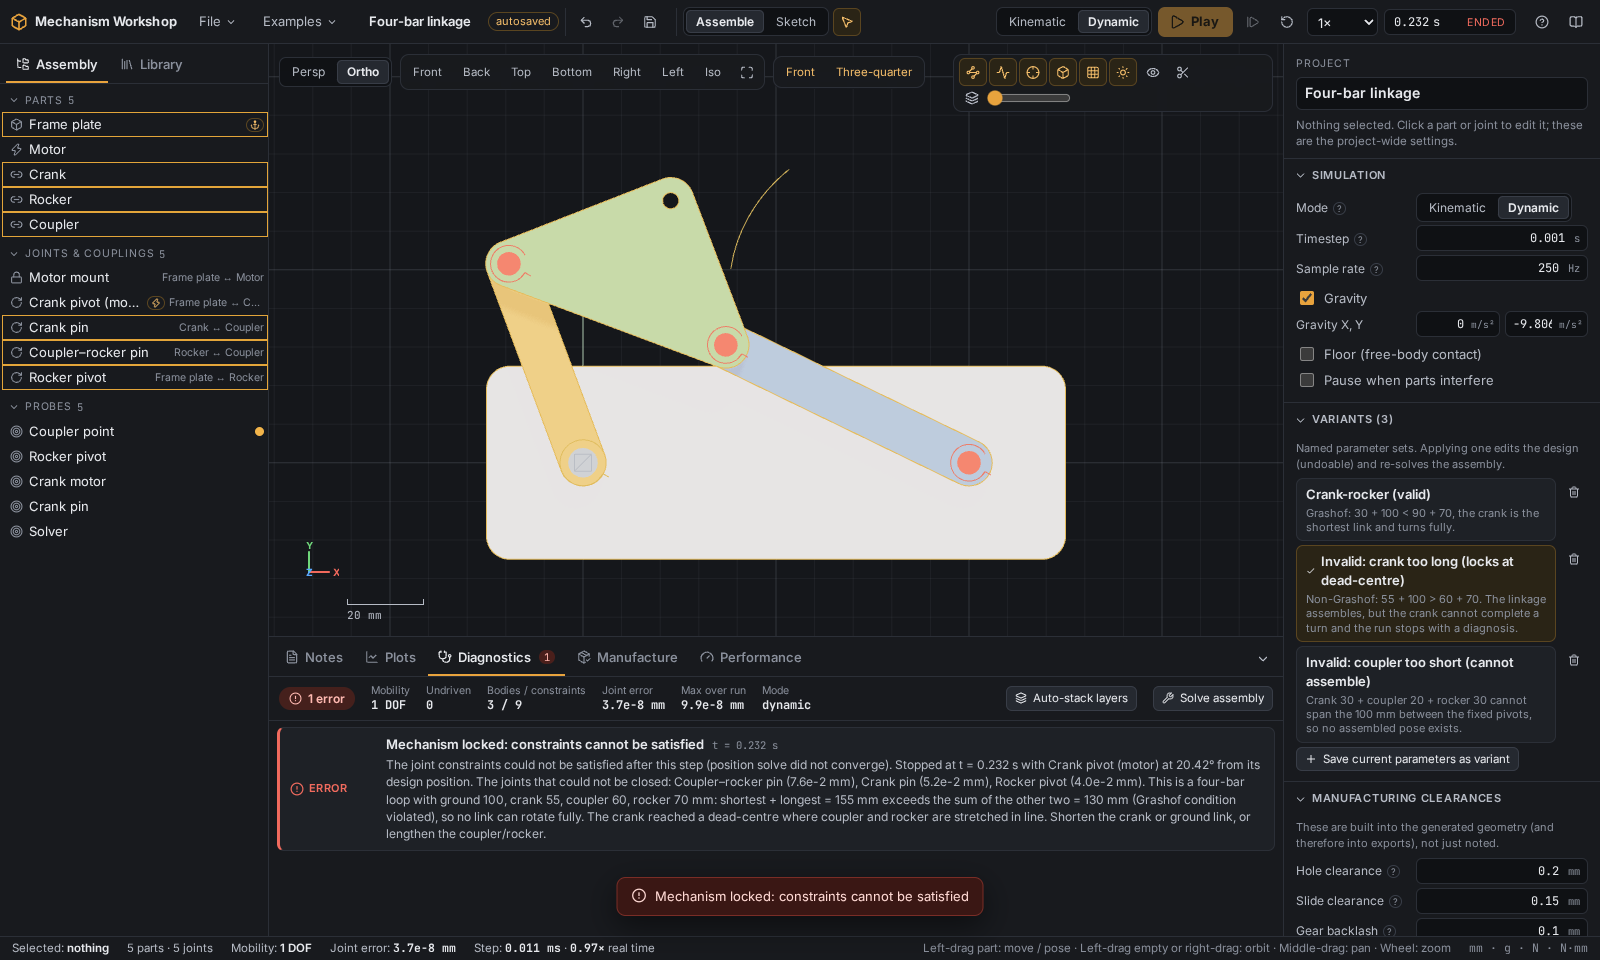 Mechanism Workshop File Examples Four-bar linkage autosaved Assemble Sketch Kinematic Dynamic Play 1× 0.232 s ENDED
Assembly Library
PARTS 5
Frame plate
Motor
Crank
Rocker
Coupler
JOINTS & COUPLINGS 5
Motor mount Frame plate ↔ Motor
Crank pivot (mo... Frame plate ↔ C...
Crank pin Crank ↔ Coupler
Coupler–rocker pin Rocker ↔ Coupler
Rocker pivot Frame plate ↔ Rocker
PROBES 5
Coupler point
Rocker pivot
Crank motor
Crank pin
Solver
Persp Ortho Front Back Top Bottom Right Left Iso Front Three-quarter
Y
Z X
20 mm
Notes Plots Diagnostics 1 Manufacture Performance
1 error
Mobility
1 DOF
Undriven
0
Bodies / constraints
3 / 9
Joint error
3.7e-8 mm
Max over run
9.9e-8 mm
Mode
dynamic
Auto-stack layers Solve assembly
ERROR
Mechanism locked: constraints cannot be satisfied t = 0.232 s
The joint constraints could not be satisfied after this step (position solve did not converge). Stopped at t = 0.232 s with Crank pivot (motor) at 20.42° from its
design position. The joints that could not be closed: Coupler–rocker pin (7.6e-2 mm), Crank pin (5.2e-2 mm), Rocker pivot (4.0e-2 mm). This is a four-bar
loop with ground 100, crank 55, coupler 60, rocker 70 mm: shortest + longest = 155 mm exceeds the sum of the other two = 130 mm (Grashof condition
violated), so no link can rotate fully. The crank reached a dead-centre where coupler and rocker are stretched in line. Shorten the crank or ground link, or
lengthen the coupler/rocker.
Mechanism locked: constraints cannot be satisfied
PROJECT
Four-bar linkage
Nothing selected. Click a part or joint to edit it; these
are the project-wide settings.
SIMULATION
Mode ? Kinematic Dynamic
Timestep ? 0.001 s
Sample rate ? 250 Hz
Gravity
Gravity X, Y 0 m/s² -9.806 m/s²
Floor (free-body contact)
Pause when parts interfere
VARIANTS (3)
Named parameter sets. Applying one edits the design
(undoable) and re-solves the assembly.
Crank-rocker (valid)
Grashof: 30 + 100 < 90 + 70, the crank is the
shortest link and turns fully.
Invalid: crank too long (locks at
dead-centre)
Non-Grashof: 55 + 100 > 60 + 70. The linkage
assembles, but the crank cannot complete a
turn and the run stops with a diagnosis.
Invalid: coupler too short (cannot
assemble)
Crank 30 + coupler 20 + rocker 30 cannot
span the 100 mm between the fixed pivots,
so no assembled pose exists.
Save current parameters as variant
MANUFACTURING CLEARANCES
These are built into the generated geometry (and
therefore into exports), not just noted.
Hole clearance ? 0.2 mm
Slide clearance ? 0.15 mm
Gear backlash ? 0.1 mm
Selected: nothing 5 parts · 5 joints Mobility: 1 DOF Joint error: 3.7e-8 mm Step: 0.011 ms · 0.97× real time Left-drag part: move / pose · Left-drag empty or right-drag: orbit · Middle-drag: pan · Wheel: zoom mm · g · N · N·mm